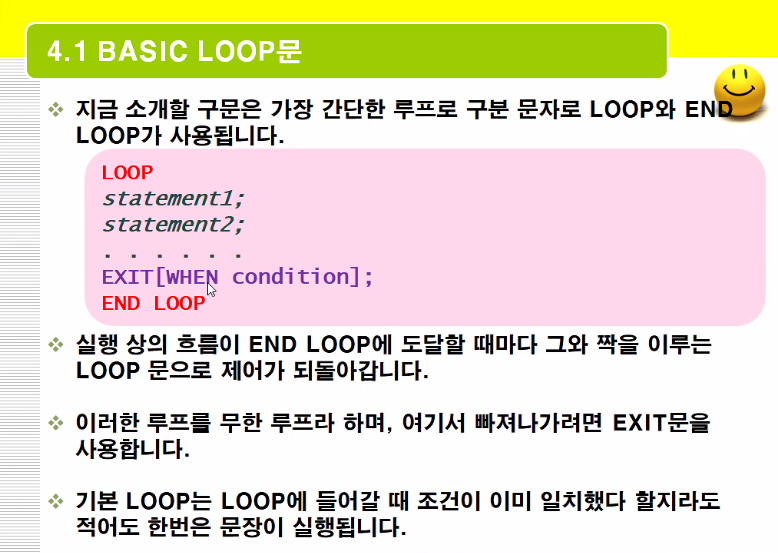 4.1 BASIC LOOP문
지금 소개할 구문은 가장 간단한 루프로 구분 문자로 LOOP와 END
LOOP가 사용됩니다.
LOOP
statement1;
statement2;
. . . . . .
EXIT[WHEN condition];
END LOOP
실행 상의 흐름이 END LOOP에 도달할 때마다 그와 짝을 이루는
LOOP 문으로 제어가 되돌아갑니다.
이러한 루프를 무한 루프라 하며, 여기서 빠져나가려면 EXIT문을
사용합니다.
기본 LOOP는 LOOP에 들어갈 때 조건이 이미 일치했다 할지라도
적어도 한번은 문장이 실행됩니다.